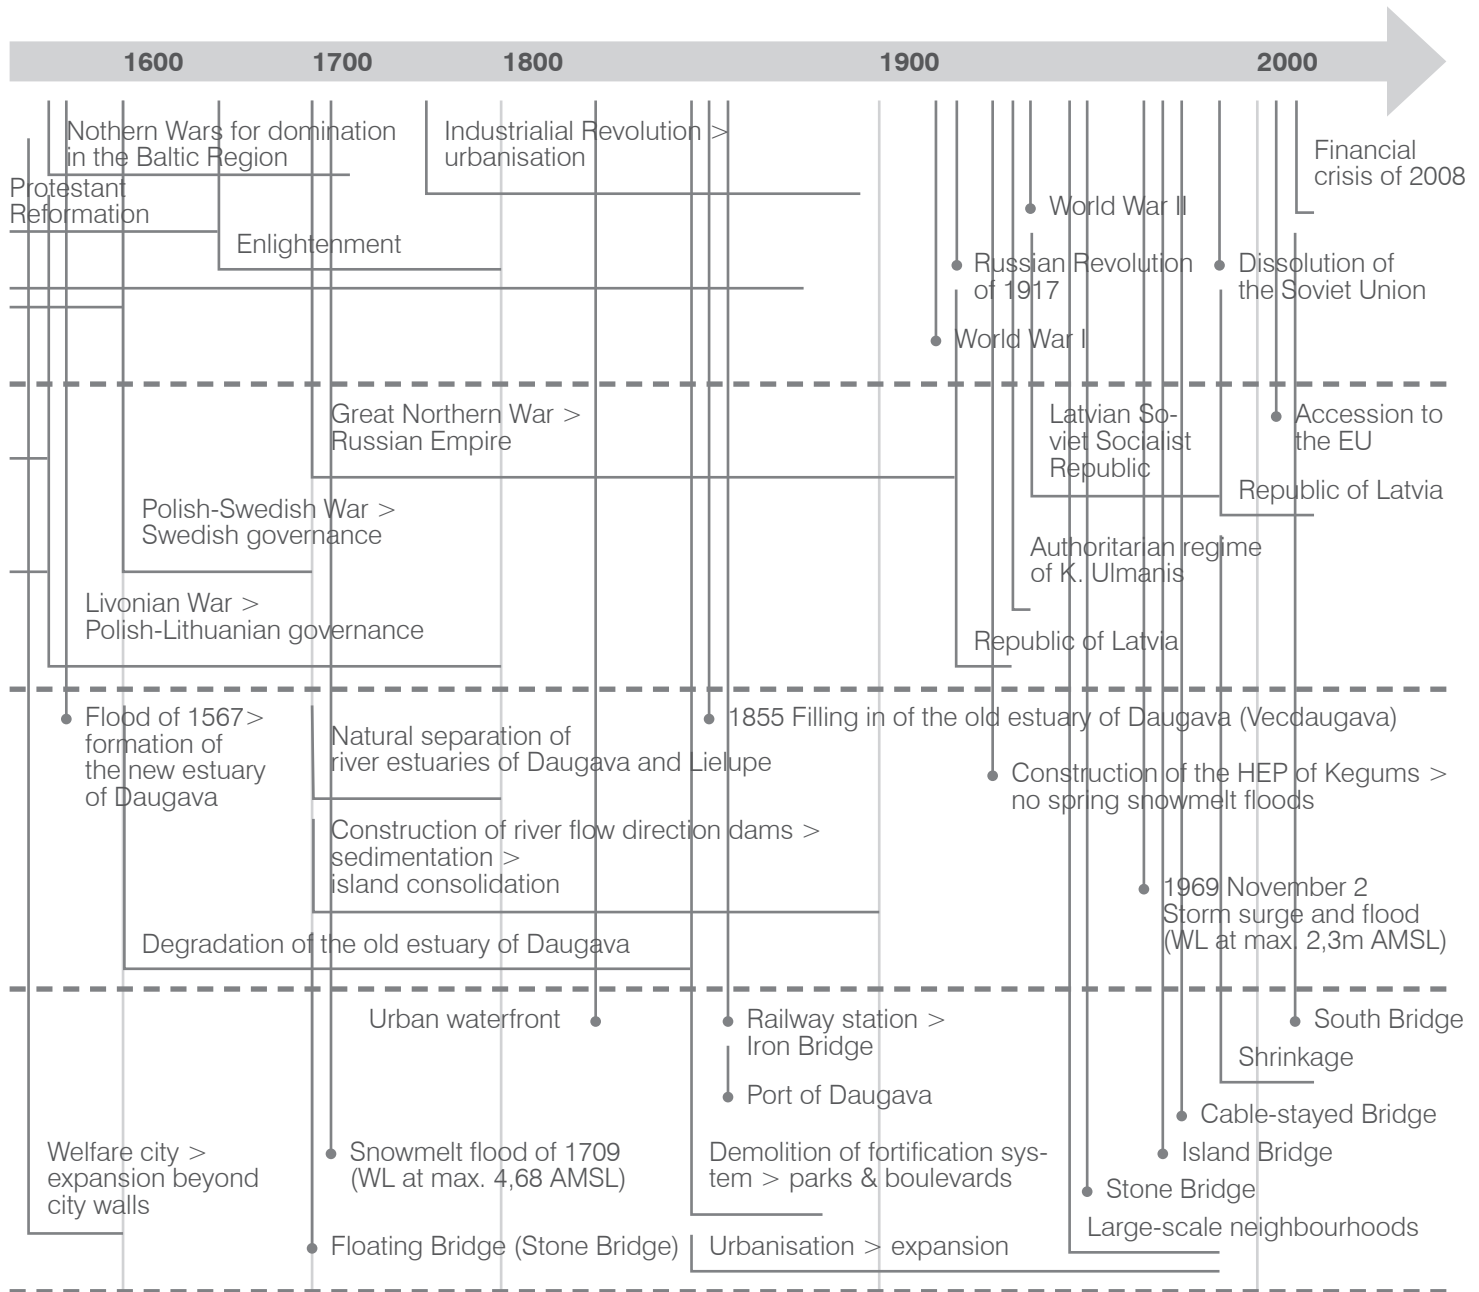 1600 1700 1800 1900 2000
Nothern Wars for domination
in the Baltic Region
Industrialial Revolution >
urbanisation
Financial
crisis of 2008
Protestant
Reformation
World War II
Enlightenment
Russian Revolution
of 1917
Dissolution of
the Soviet Union
World War I
Great Northern War >
Russian Empire
Latvian So-
viet Socialist
Republic
Accession to
the EU
Republic of Latvia
Polish-Swedish War >
Swedish governance
Authoritarian regime
of K. Ulmanis
Livonian War >
Polish-Lithuanian governance
Republic of Latvia
Flood of 1567>
formation of
the new estuary
of Daugava
Natural separation of
river estuaries of Daugava and Lielupe
1855 Filling in of the old estuary of Daugava (Vecdaugava)
Construction of the HEP of Kegums >
no spring snowmelt floods
Construction of river flow direction dams >
sedimentation >
island consolidation
1969 November 2
Storm surge and flood
(WL at max. 2,3m AMSL)
Degradation of the old estuary of Daugava
Urban waterfront
Railway station >
Iron Bridge
South Bridge
Shrinkage
Port of Daugava
Cable-stayed Bridge
Welfare city >
expansion beyond
city walls
Snowmelt flood of 1709
(WL at max. 4,68 AMSL)
Demolition of fortification sys-
tem > parks & boulevards
Island Bridge
Stone Bridge
Large-scale neighbourhoods
Floating Bridge (Stone Bridge)
Urbanisation > expansion